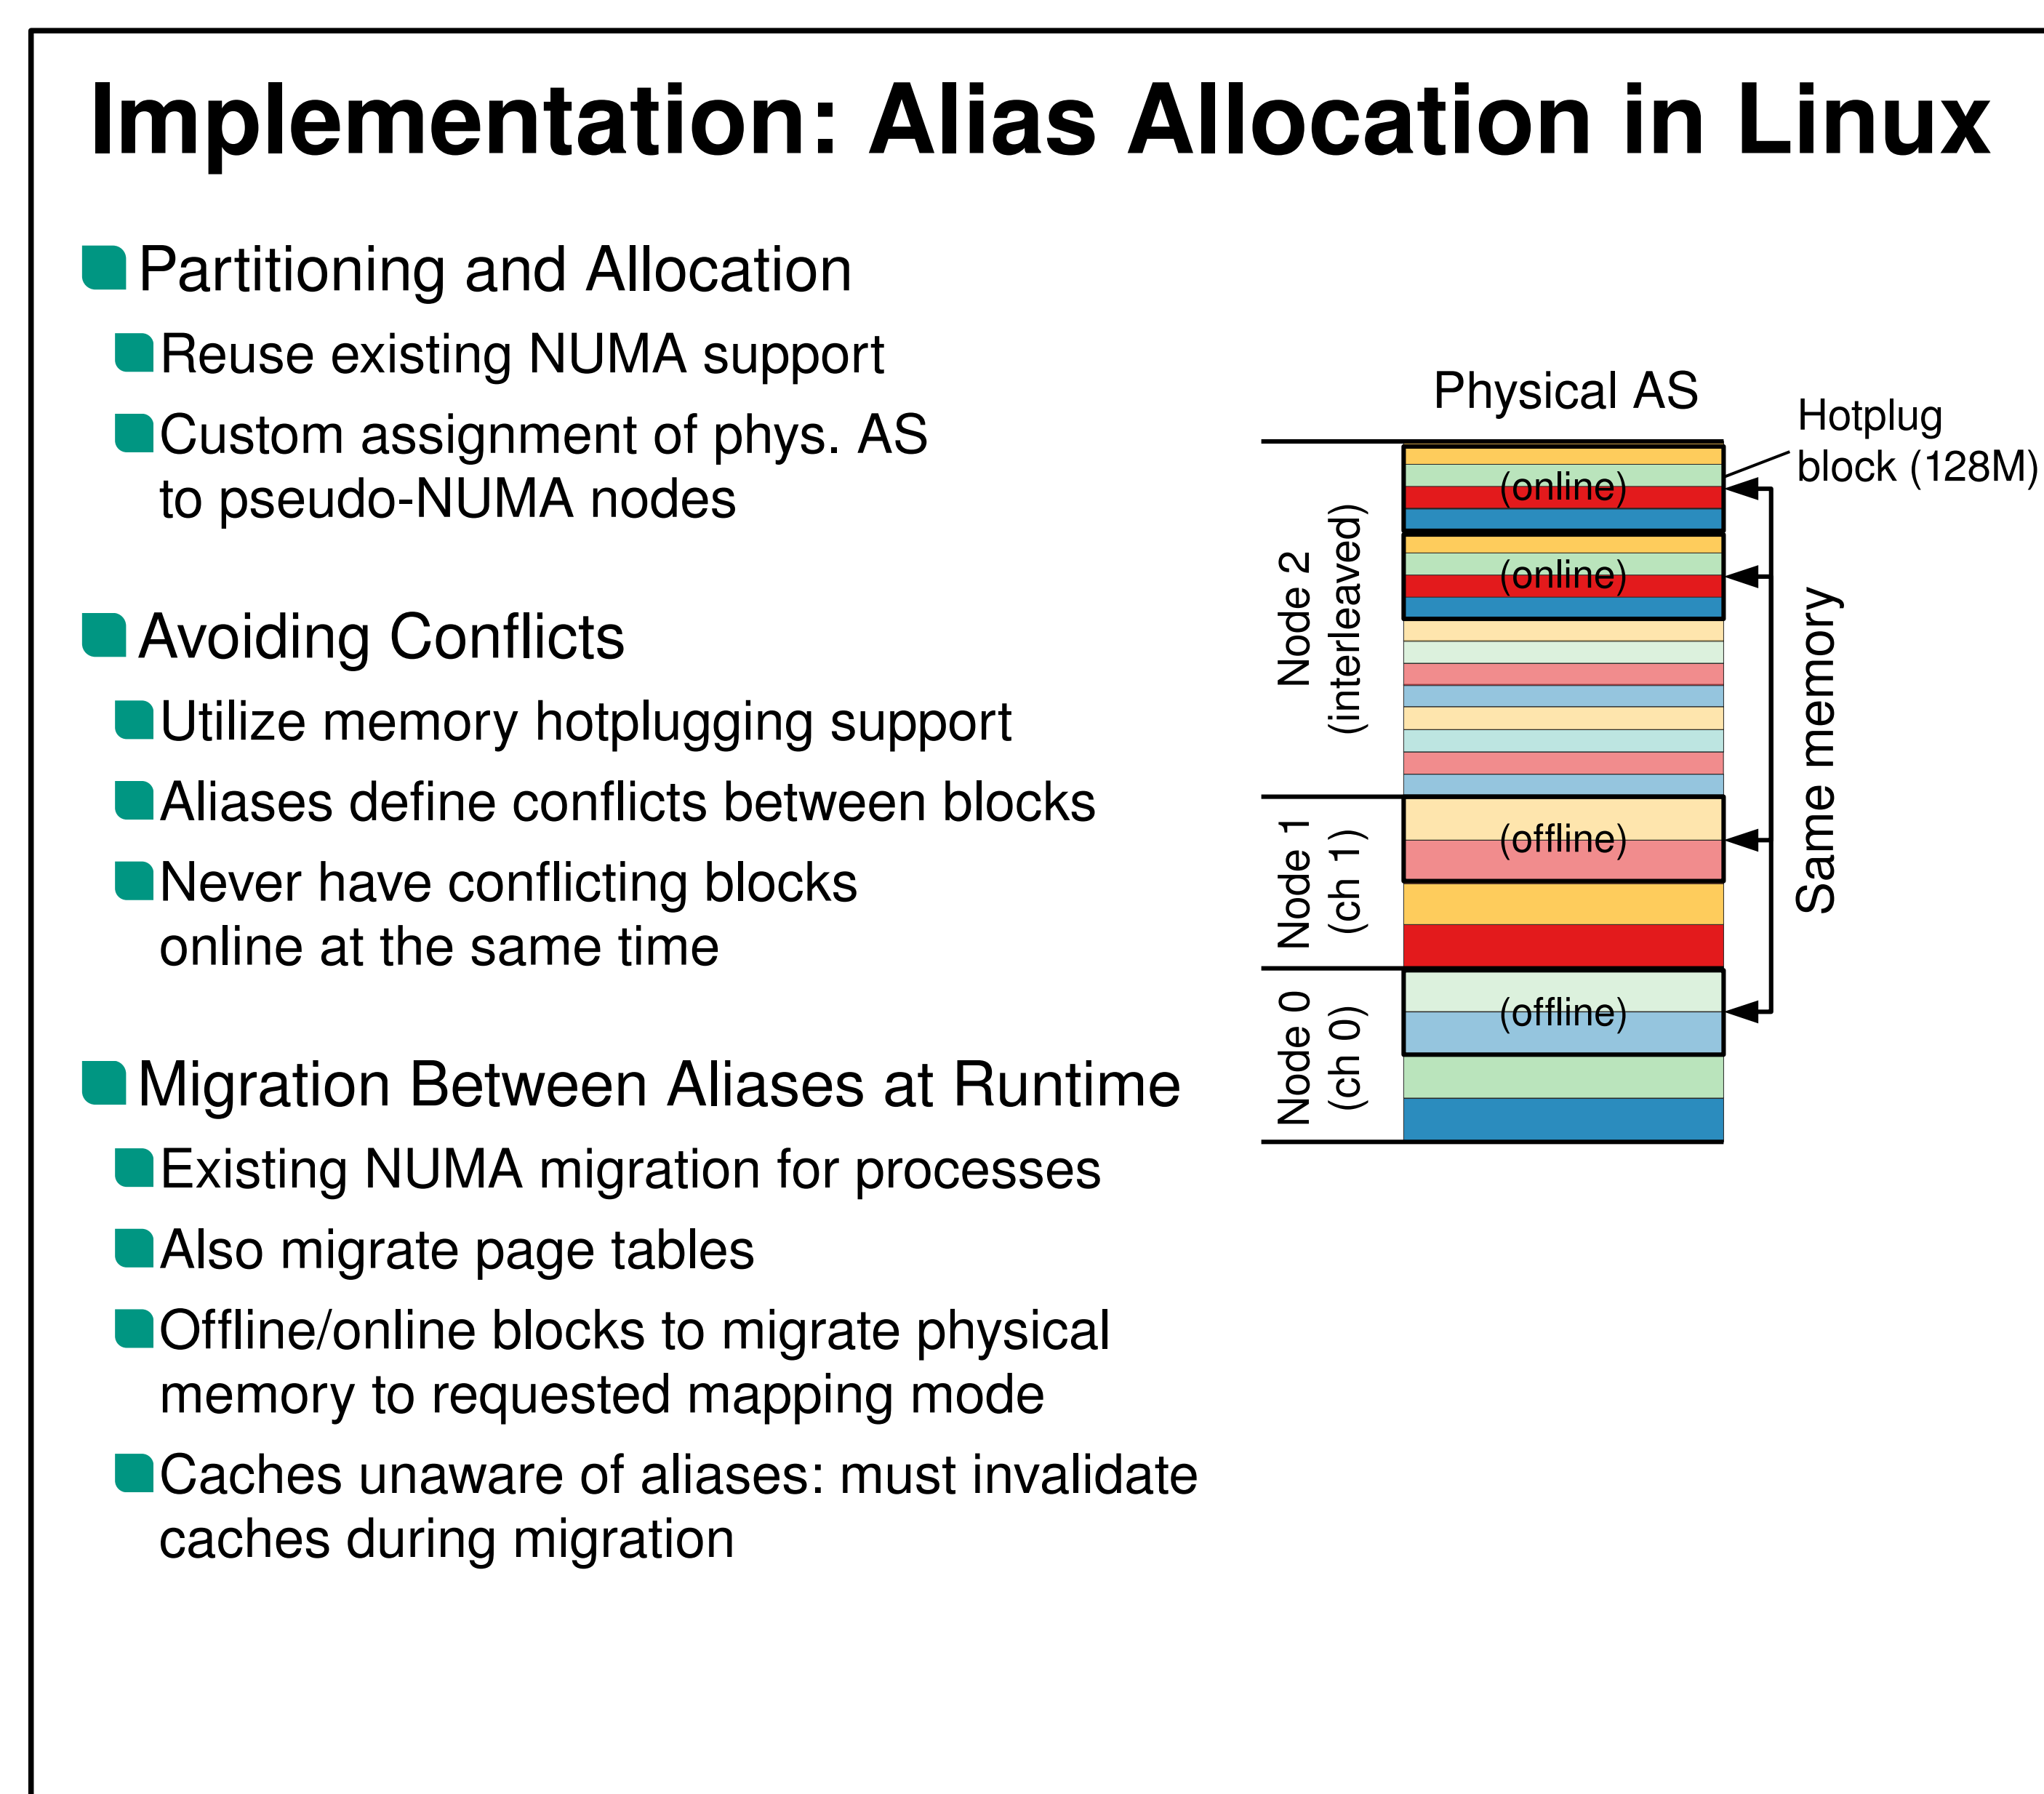 Implementation: Alias Allocation in Linux
Partitioning and Allocation
Reuse existing NUMA support
Custom assignment of phys. AS
to pseudo-NUMA nodes
Avoiding Conflicts
Utilize memory hotplugging support
Aliases define conflicts between blocks
Never have conflicting blocks
online at the same time
Migration Between Aliases at Runtime
Existing NUMA migration for processes
Also migrate page tables
Offline/online blocks to migrate physical
memory to requested mapping mode
Caches unaware of aliases: must invalidate
caches during migration
Physical AS
Hotplug
block (128M)
Node 2
(interleaved)
(online)
(online)
Node 1
(ch 1)
(offline)
Node 0
(ch 0)
(offline)
Same memory